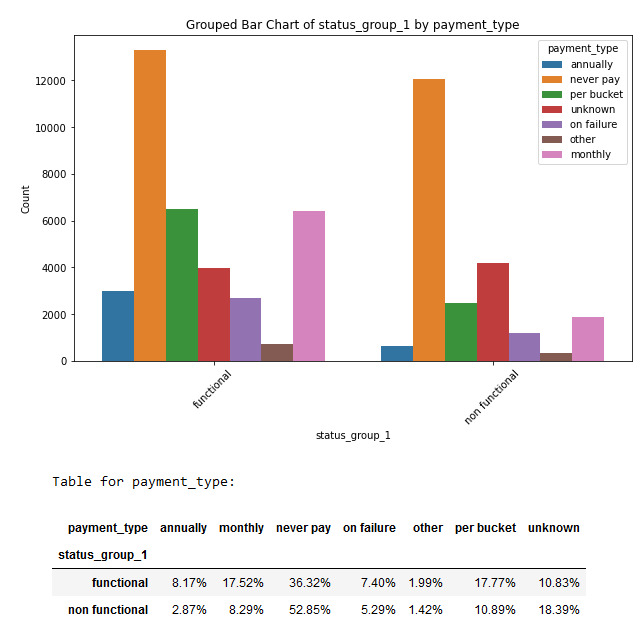 Grouped Bar Chart of status_group_1 by payment_type
payment_type
annually
never pay
per bucket
unknown
on failure
other
monthly
12000
10000
8000
6000
4000
2000
0
Count
functional
non functional
status_group_1
Table for payment_type:
payment_type annually monthly never pay on failure other per bucket unknown
status_group_1
functional 8.17% 17.52% 36.32% 7.40% 1.99% 17.77% 10.83%
non functional 2.87% 8.29% 52.85% 5.29% 1.42% 10.89% 18.39%